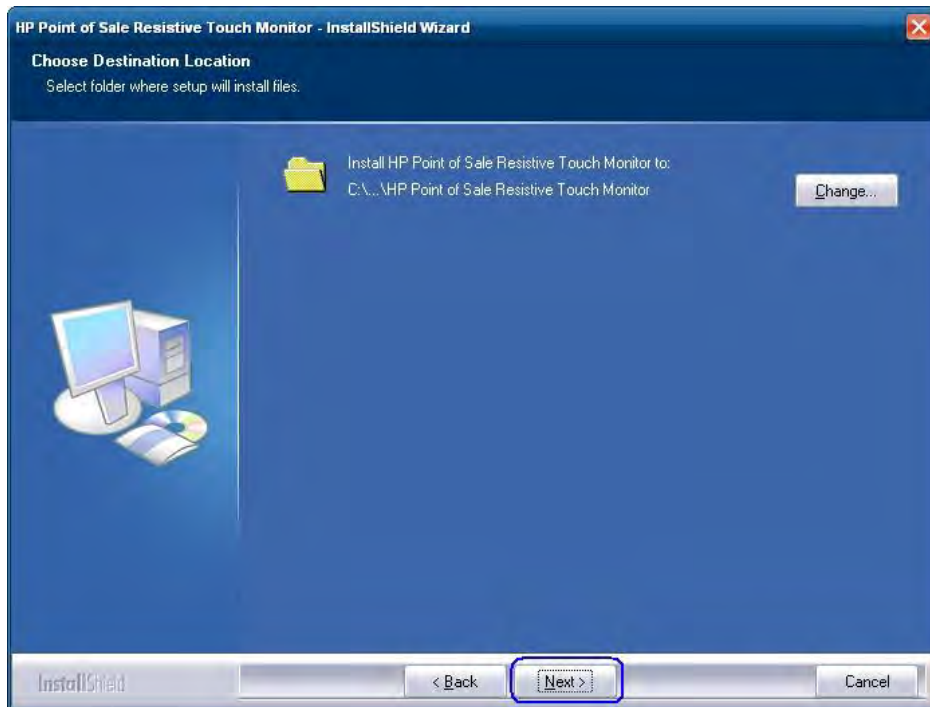 HP Point of Sale Resistive Touch Monitor - InstallShield Wizard
Choose Destination Location
Select folder where setup will install files.
Install HP Point of Sale Resistive Touch Monitor to:
C:\...\HP Point of Sale Resistive Touch Monitor
Change...
InstallShield
< Back
Next >
Cancel